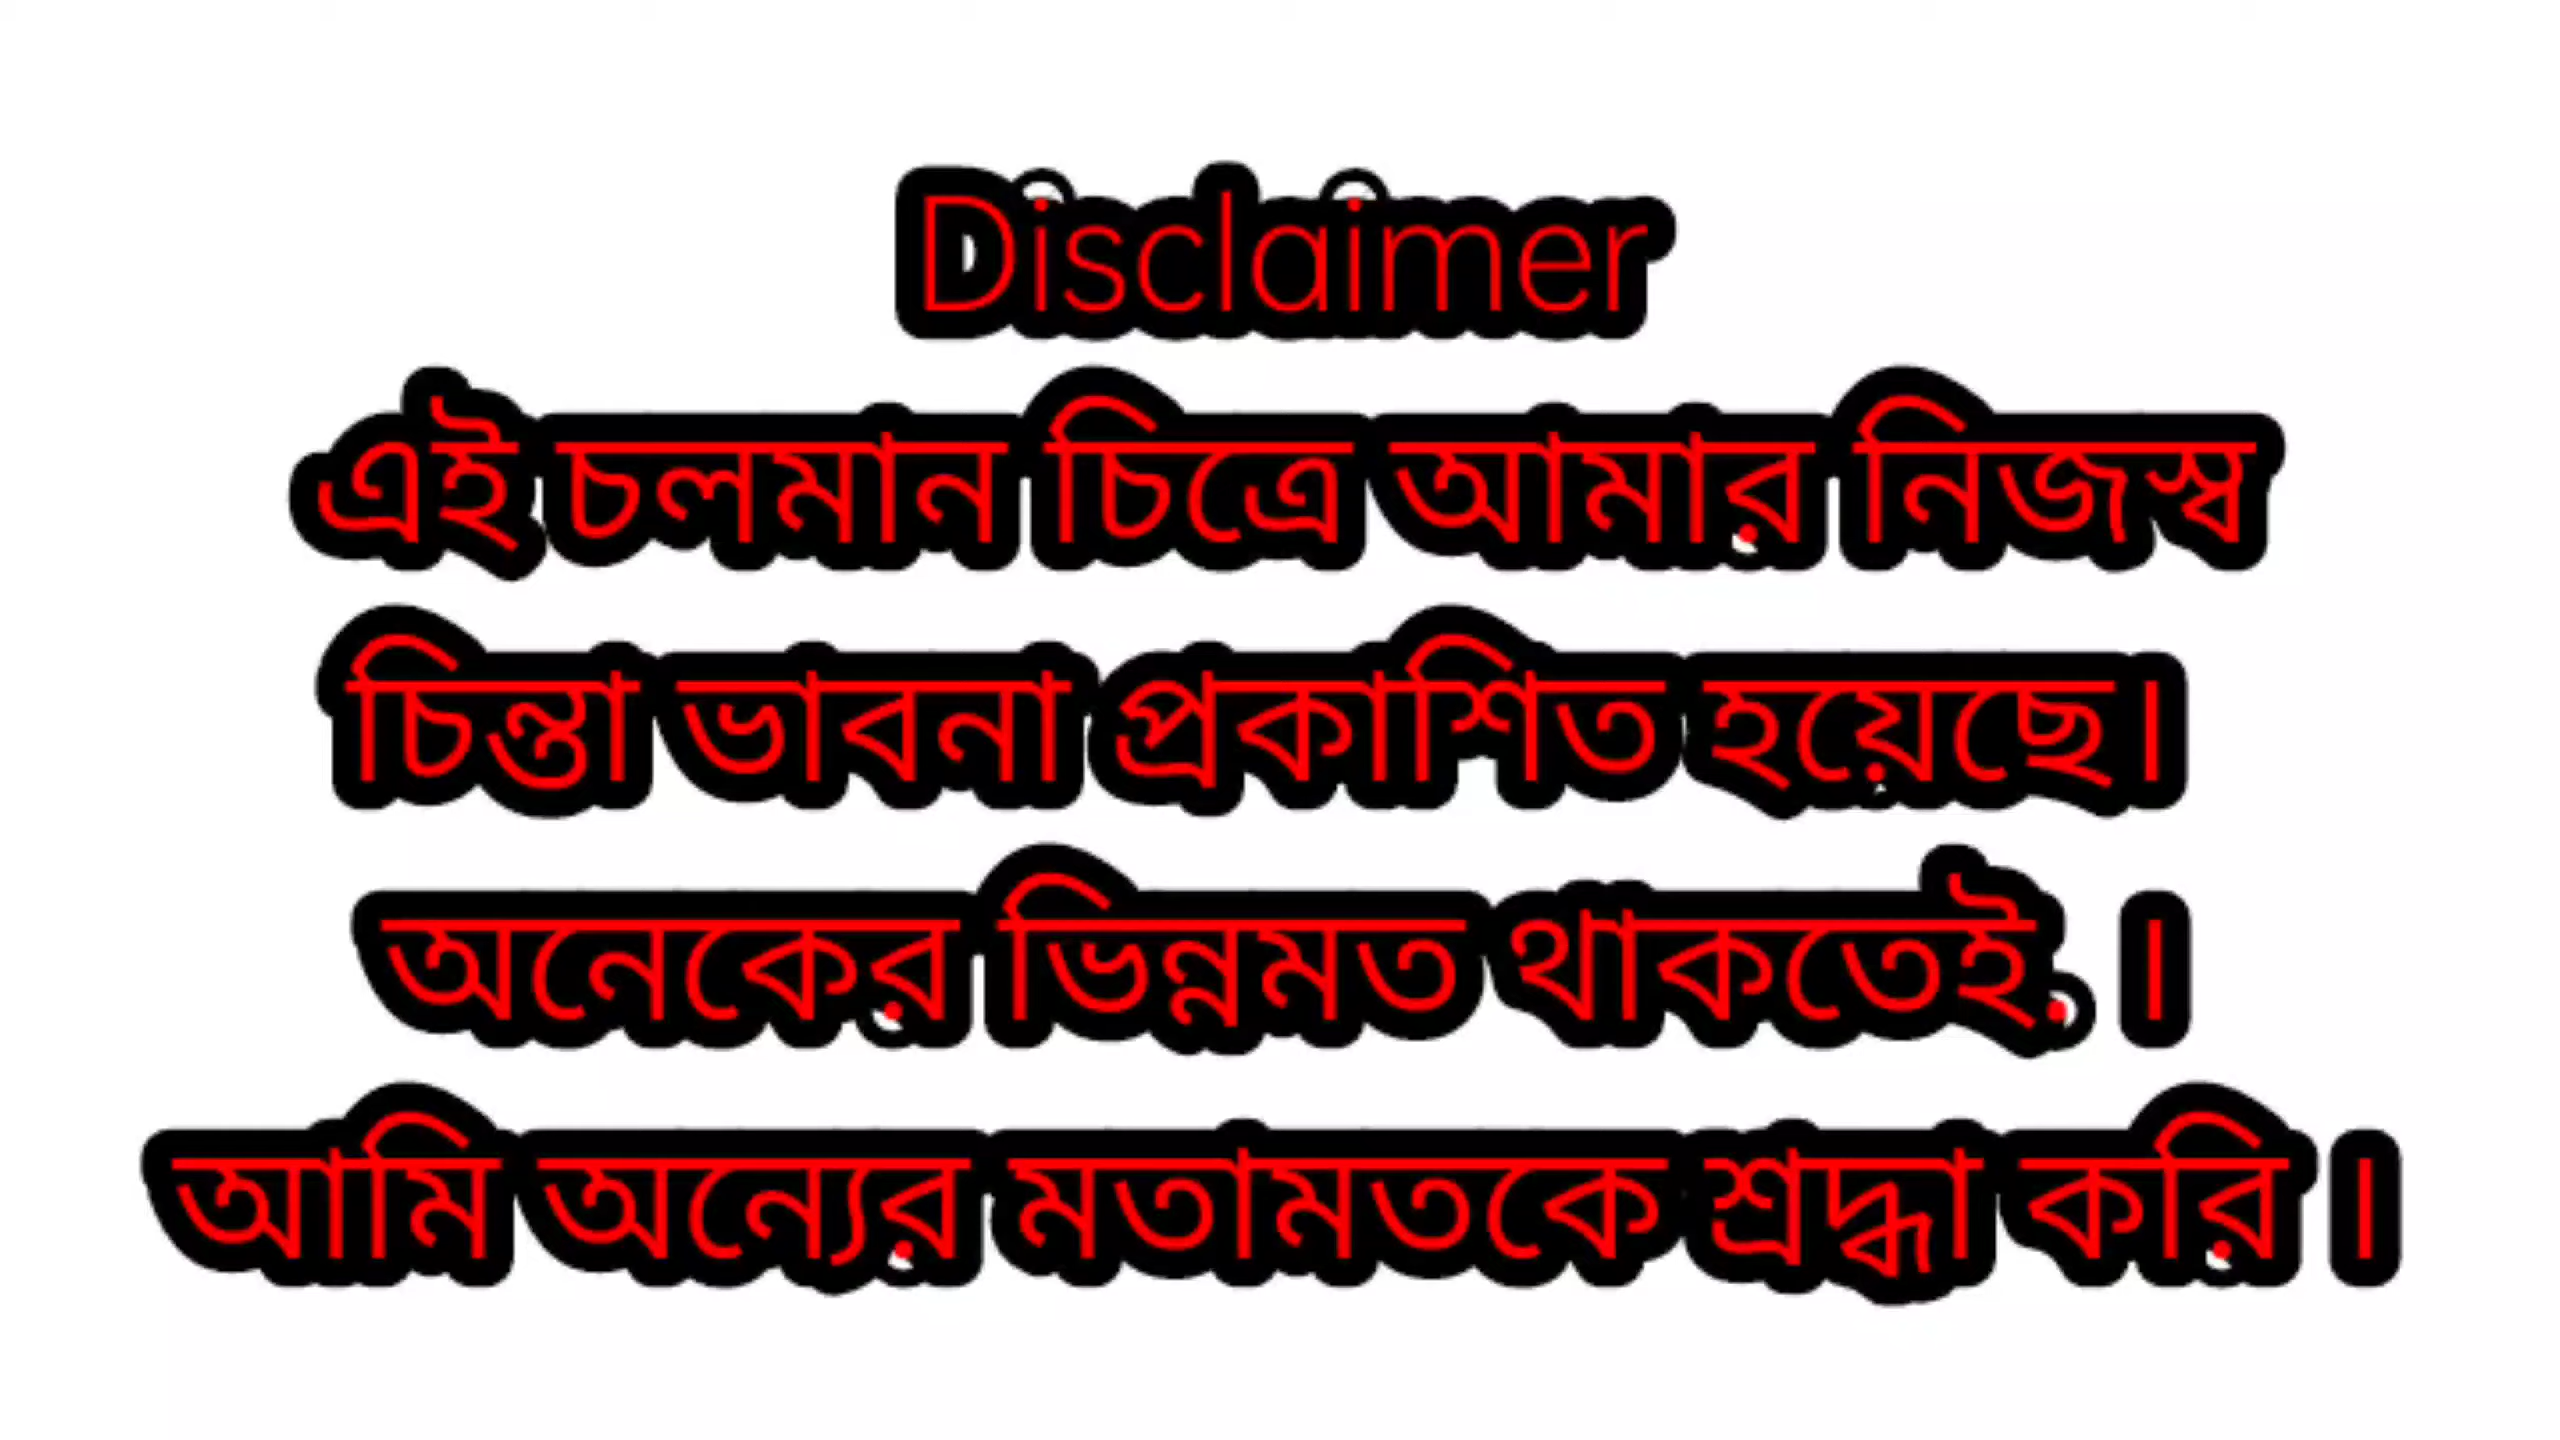 Disclaimer
এই চলমান চিত্রে আমার নিজস্ব
চিন্তা ভাবনা প্রকাশিত হয়েছে।
অনেকের ভিন্নমত থাকতেই. ।
আমি অন্যের মতামতকে শ্রদ্ধা করি ।